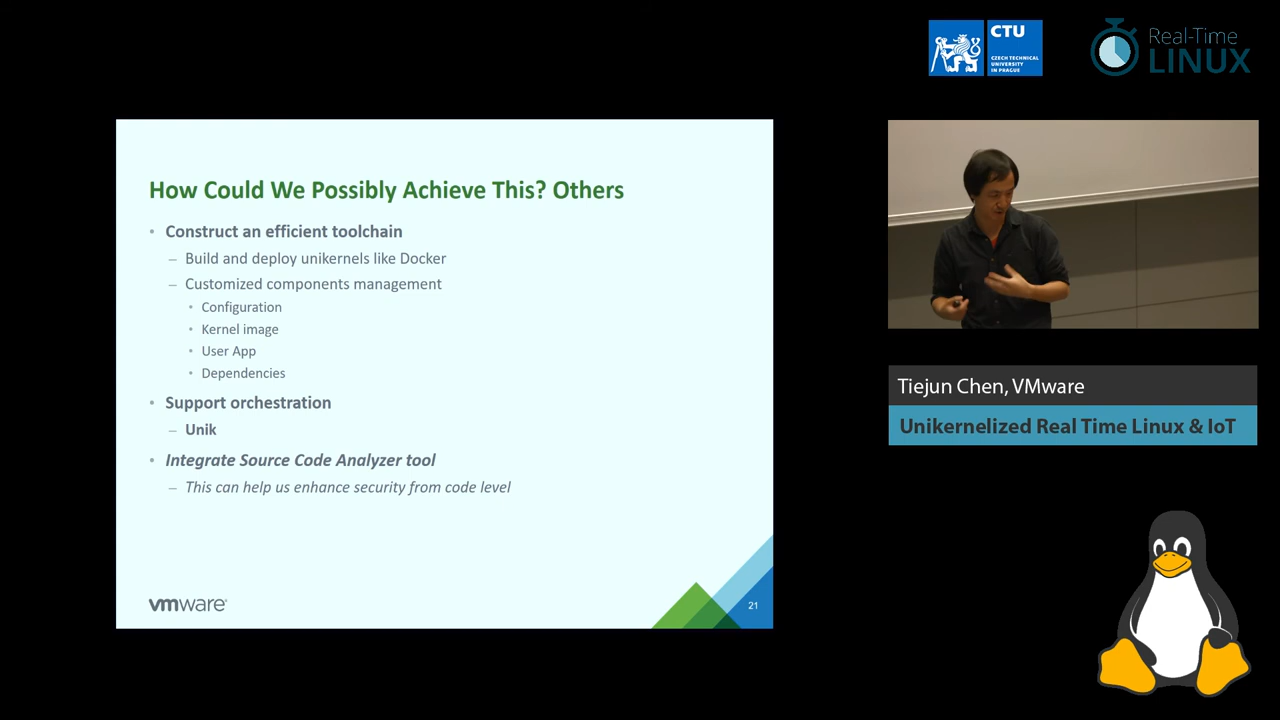 CTU
CZECH TECHNICAL
UNIVERSITY
IN PRAGUE
Real-Time
LINUX
How Could We Possibly Achieve This? Others
• Construct an efficient toolchain
– Build and deploy unikernels like Docker
– Customized components management
• Configuration
• Kernel image
• User App
• Dependencies
• Support orchestration
– Unik
• Integrate Source Code Analyzer tool
– This can help us enhance security from code level
vmware
21
Tiejun Chen, VMware
Unikernelized Real Time Linux & IoT